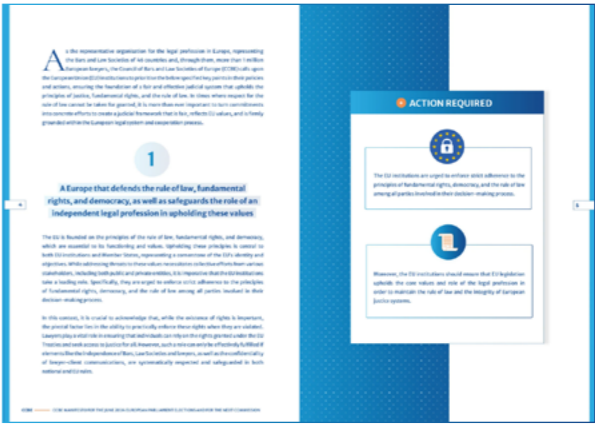 As the representative organisation for the legal profession in Europe, representing
the Bars and Law Societies of 46 countries and, through them, more than 1 million
European lawyers, the Council of Bars and Law Societies of Europe (CCBE) calls upon
the European Union (EU) institutions to prioritise the below specified key points in their policies
and actions, ensuring the foundation of a fair and effective judicial system that upholds the
principles of justice, fundamental rights, and the rule of law. In times where respect for the
rule of law cannot be taken for granted, it is more than ever important to turn commitments
into concrete efforts to create a judicial framework that is fair, reflects EU values, and is firmly
grounded within the European legal system and cooperation process.
1
A Europe that defends the rule of law, fundamental
rights, and democracy, as well as safeguards the role of an
independent legal profession in upholding these values
The EU is founded on the principles of the rule of law, fundamental rights, and democracy,
which are essential to its functioning and values. Upholding these principles is central to
both EU institutions and Member States, representing a cornerstone of the EU's identity and
objectives. While addressing threats to these values necessitates collective efforts from various
stakeholders, including both public and private entities, it is imperative that the EU institutions
take a leading role. Specifically, they are urged to enforce strict adherence to the principles
of fundamental rights, democracy, and the rule of law among all parties involved in their
decision-making process.
In this context, it is crucial to acknowledge that, while the existence of rights is important,
the pivotal factor lies in the ability to practically enforce these rights when they are violated.
Lawyers play a vital role in ensuring that individuals can rely on the rights granted under the EU
Treaties and seek access to justice for all. However, such a role can only be effectively fulfilled if
elements like the independence of Bars, Law Societies and lawyers, as well as the confidentiality
of lawyer-client communications, are systematically respected and safeguarded in both
national and EU rules.
4
CCBE CCBE MANIFESTO FOR THE JUNE 2024 EUROPEAN PARLIAMENT ELECTIONS AND FOR THE NEXT COMMISSION
ACTION REQUIRED
The EU institutions are urged to enforce strict adherence to the
principles of fundamental rights, democracy, and the rule of law
among all parties involved in their decision-making process.
Moreover, the EU institutions should ensure that EU legislation
upholds the core values and role of the legal profession in
order to maintain the rule of law and the integrity of European
justice systems.